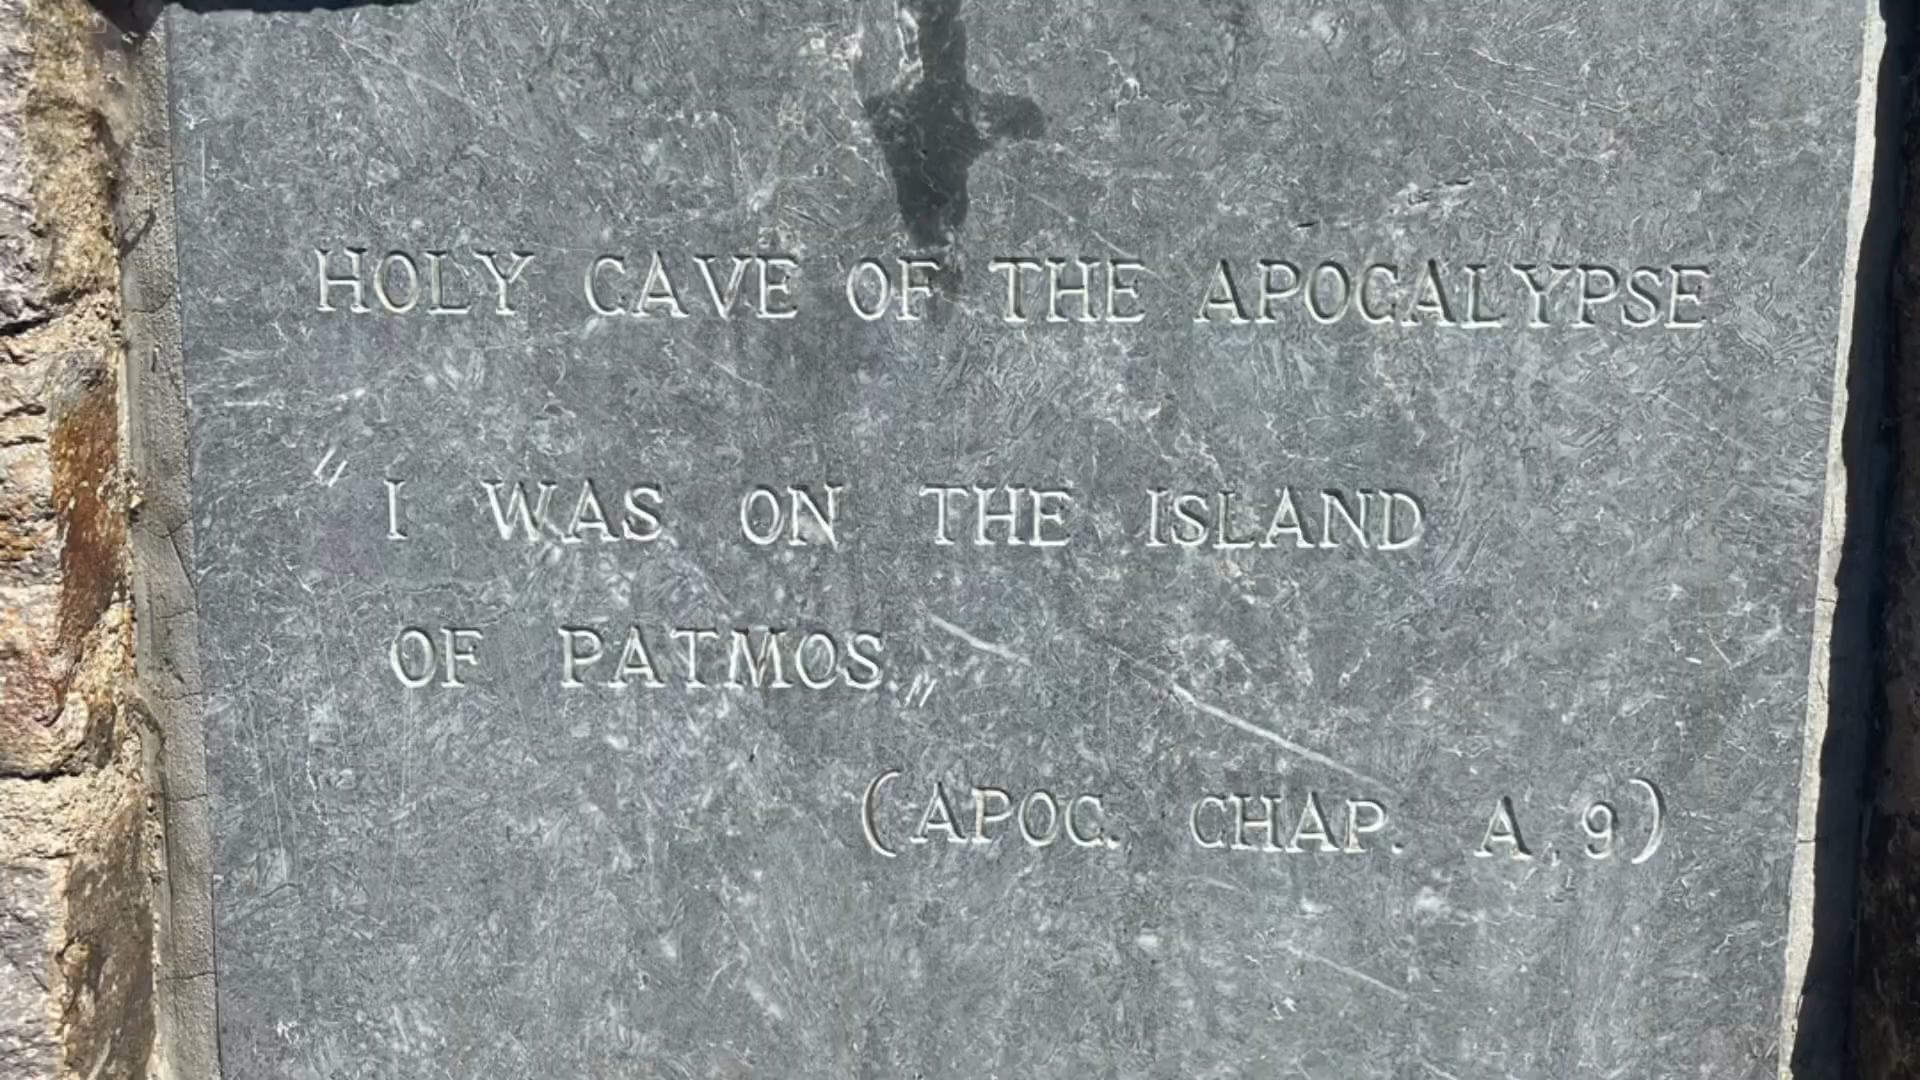 HOLY CAVE OF THE APOCALYPSE
" I WAS ON THE ISLAND
OF PATMOS."
(APOC. CHAP. A, 9)